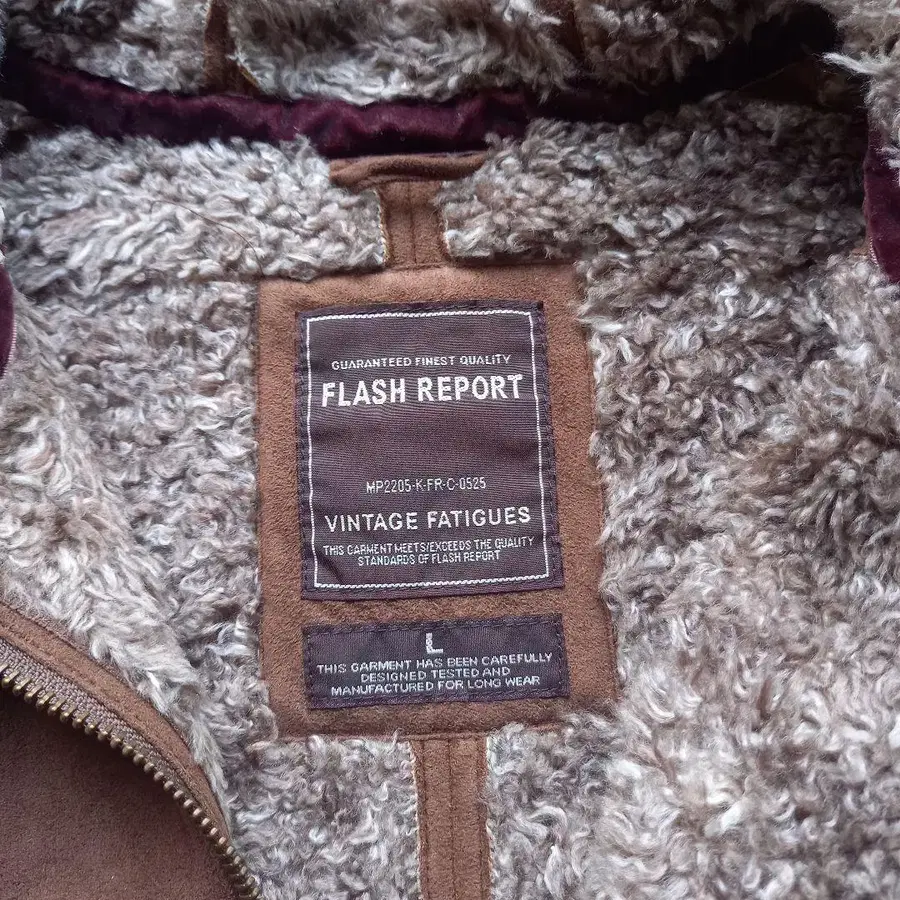 GUARANTEED FINEST QUALITY
FLASH REPORT
MP2205-K-FR-C-0525
VINTAGE FATIGUES
THIS GARMENT MEETS/EXCEEDS THE QUALITY
STANDARDS OF FLASH REPORT
L
THIS GARMENT HAS BEEN CAREFULLY
DESIGNED TESTED AND
MANUFACTURED FOR LONG WEAR